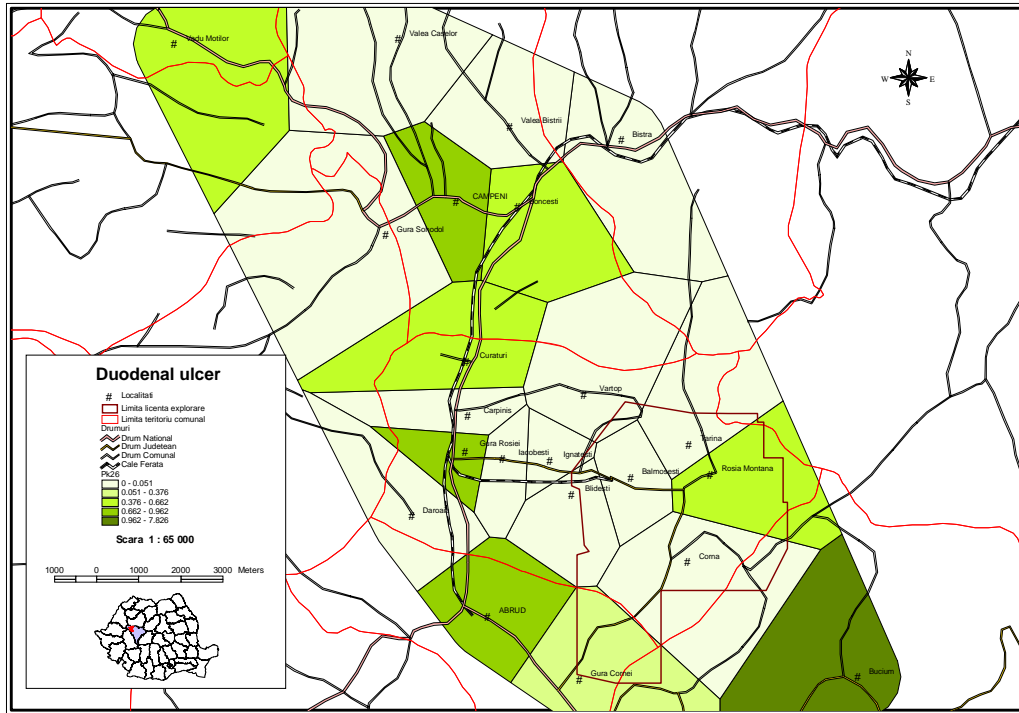 Vadu Motilor
Valea Caselor
N
W E
S
Valea Bistrii
Bistra
CAMPENI
Boncesti
Gura Sohodol
Curaturi
Vartop
Carpinis
Gura Rosiei
Iacobesti
Ignatesti
Tarina
Balmosesti
Rosia Montana
Blidesti
Daroaia
Corna
ABRUD
Gura Cornei
Bucium
Duodenal ulcer
# Localitati
Limita licenta explorare
Limita teritoriu comunal
Drumuri
Drum National
Drum Judetean
Drum Comunal
Cale Ferata
Pk26
0 - 0.051
0.051 - 0.376
0.376 - 0.662
0.662 - 0.962
0.962 - 7.826
Scara 1 : 65 000
1000 0 1000 2000 3000 Meters